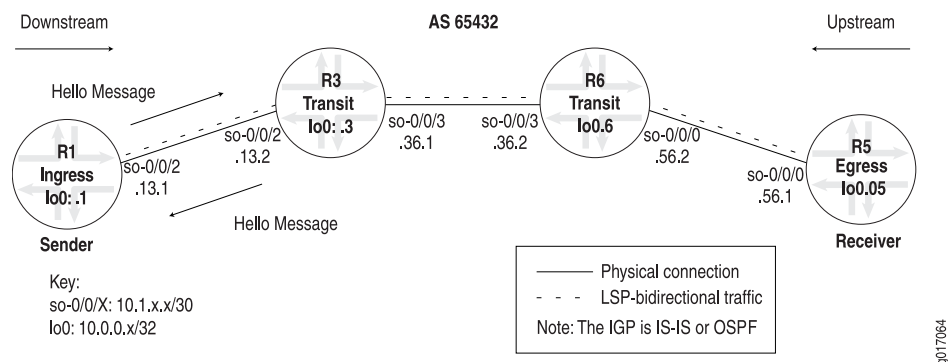 Downstream
AS 65432
Upstream
Hello Message
R3
Transit
lo0: .3
R6
Transit
lo0.6
R1
Ingress
lo0: .1
so-0/0/2
.13.1
so-0/0/2
.13.2
so-0/0/3
.36.1
so-0/0/3
.36.2
so-0/0/0
.56.2
so-0/0/0
.56.1
R5
Egress
lo0.05
Hello Message
Sender
Receiver
Key:
so-0/0/X: 10.1.x.x/30
lo0: 10.0.0.x/32
Physical connection
LSP-bidirectional traffic
Note: The IGP is IS-IS or OSPF
g017064